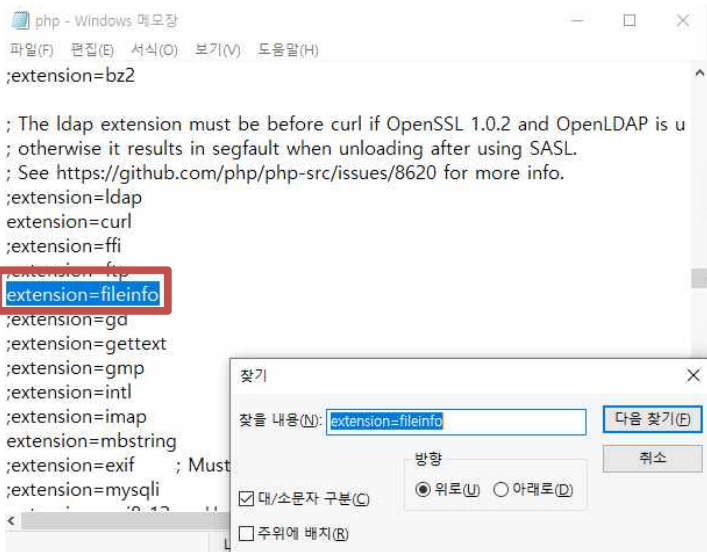 php - Windows 메모장
파일(F) 편집(E) 서식(O) 보기(V) 도움말(H)
;extension=bz2
; The ldap extension must be before curl if OpenSSL 1.0.2 and OpenLDAP is u
; otherwise it results in segfault when unloading after using SASL.
; See https://github.com/php/php-src/issues/8620 for more info.
;extension=ldap
extension=curl
;extension=ffi
;extension=ftp
extension=fileinfo
;extension=gd
;extension=gettext
;extension=gmp
;extension=intl
;extension=imap
extension=mbstring
;extension=exif ; Must
;extension=mysqli
찾기
찾을 내용(N): extension=fileinfo
다음 찾기(F)
방향
취소
위로(U) 아래로(D)
대/소문자 구분(C)
주위에 배치(R)